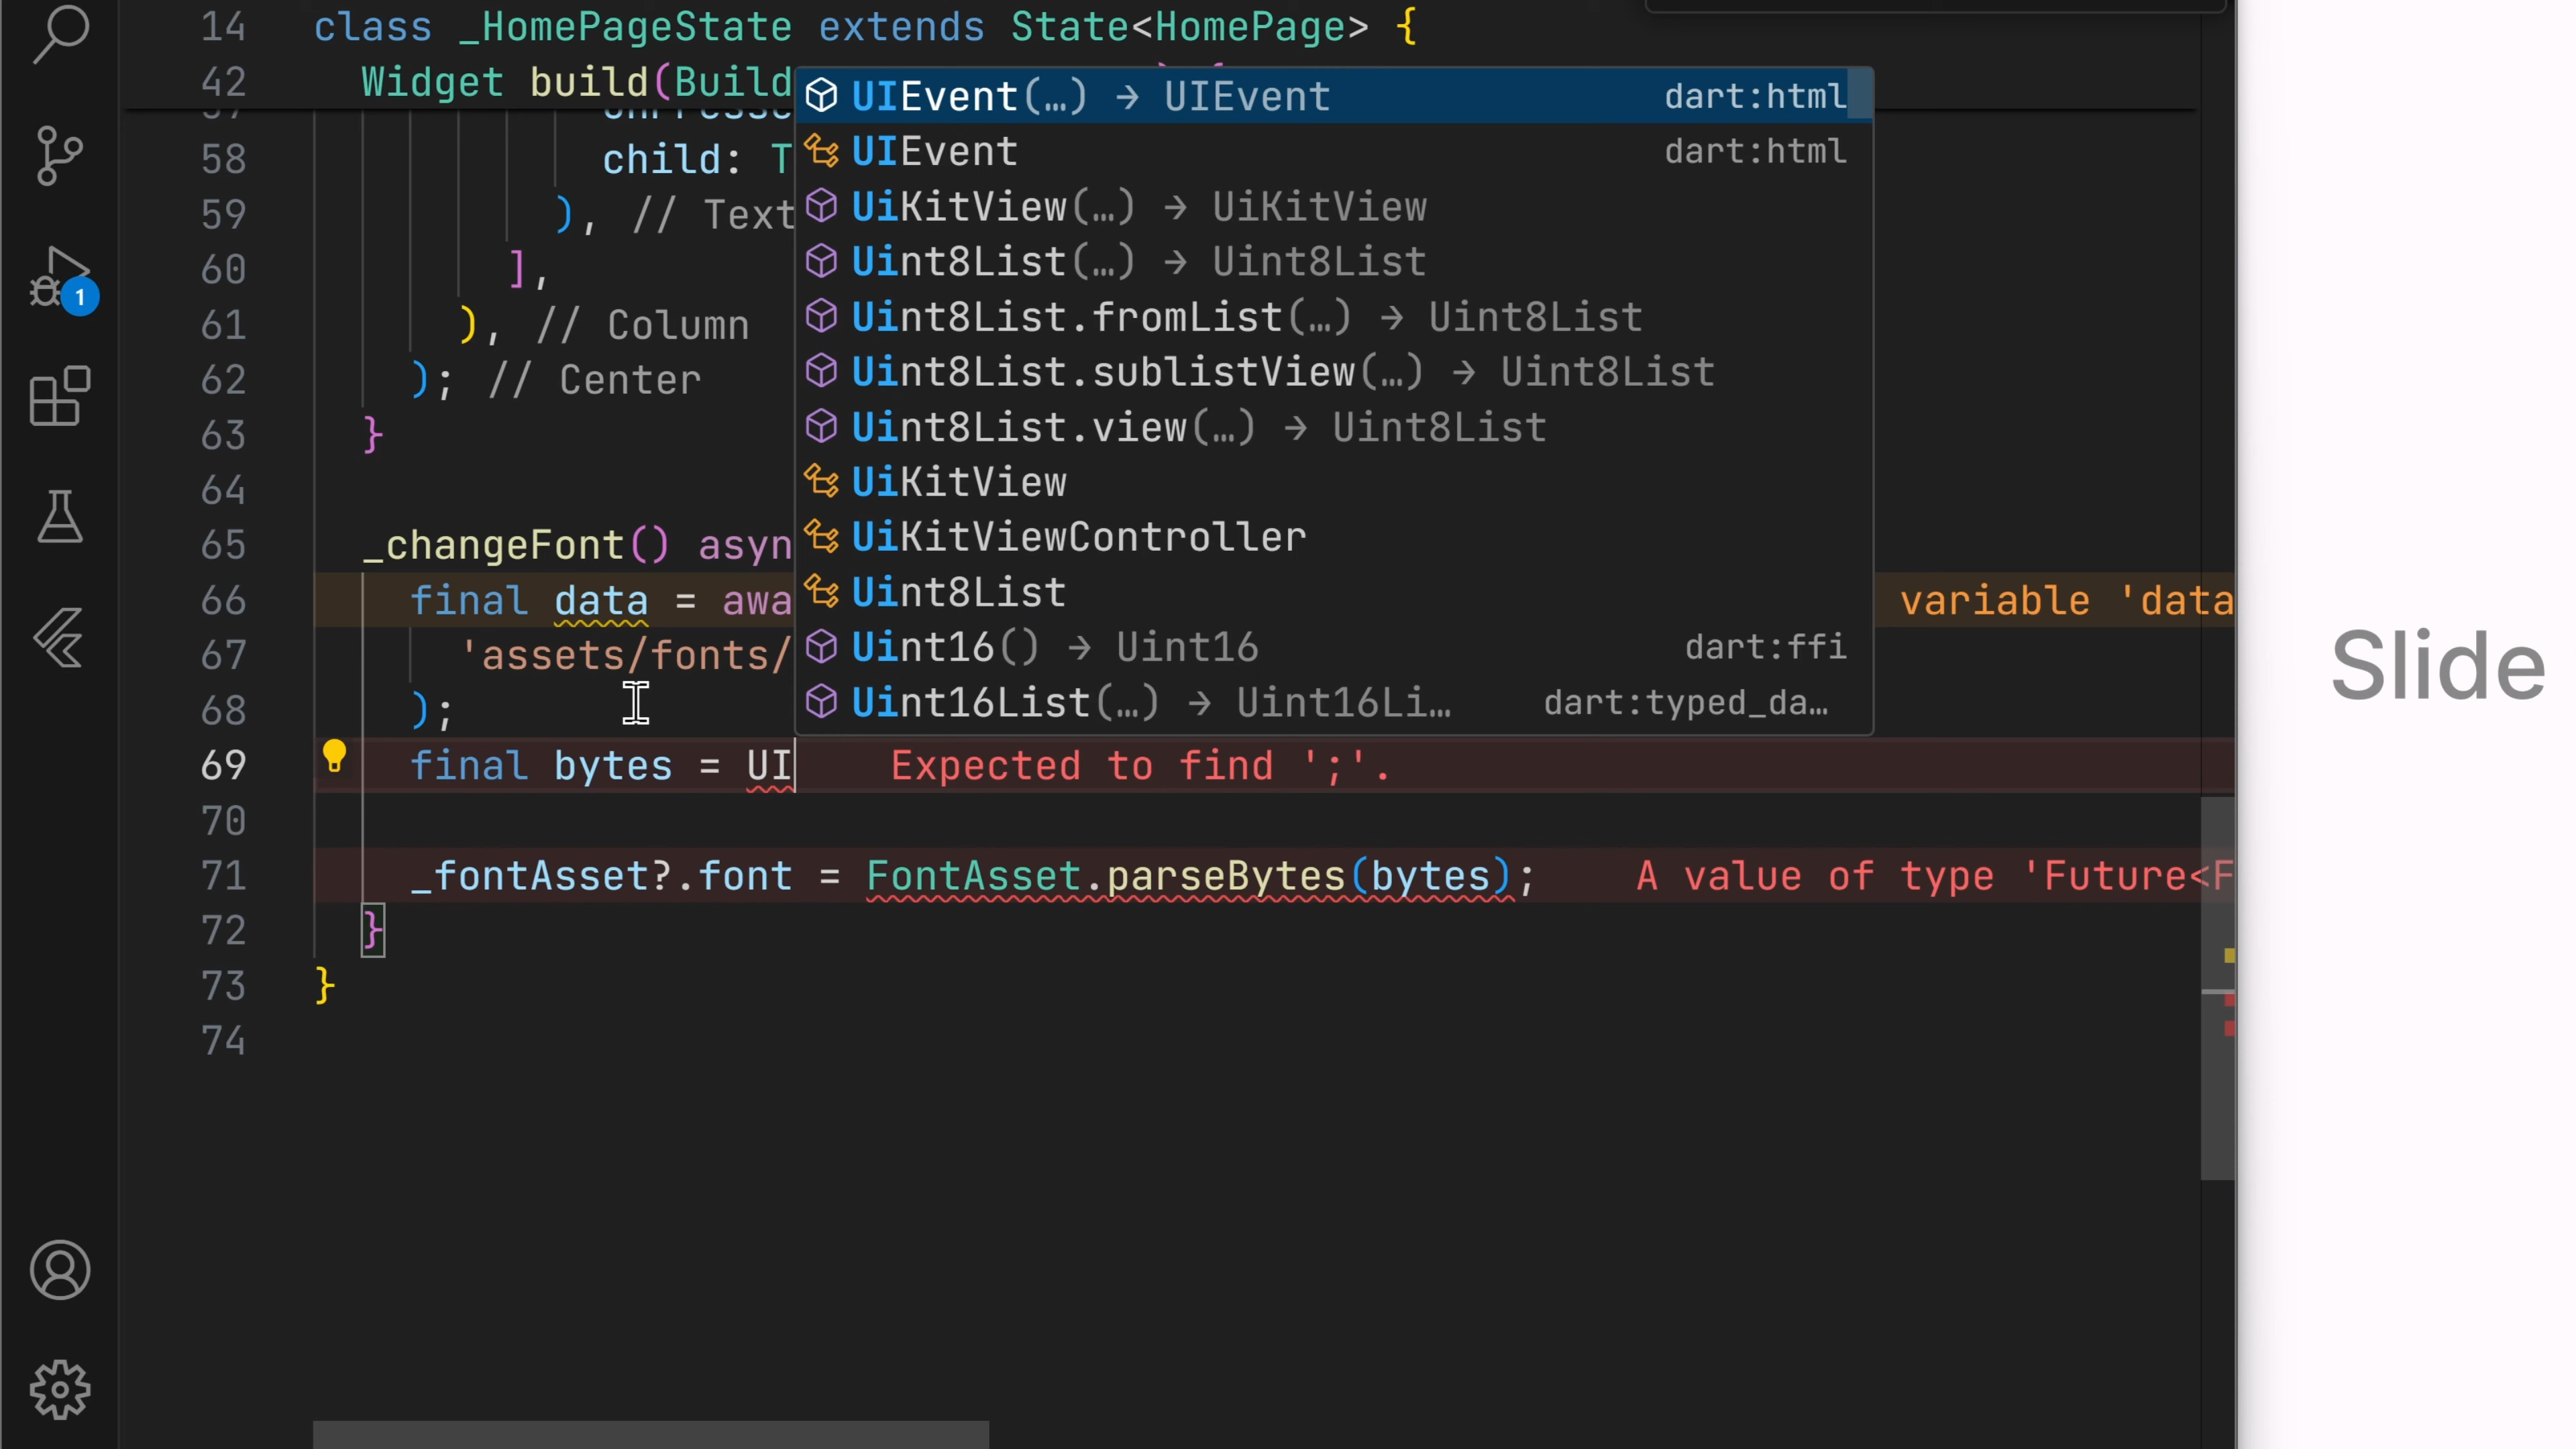 14 class _HomePageState extends State<HomePage> {
42 Widget build(Build
UIEvent(…) → UIEvent dart:html
UIEvent dart:html
58 child: T
UiKitView(…) → UiKitView
59 ), // Text
Uint8List(…) → Uint8List
60 ],
Uint8List.fromList(…) → Uint8List
61 ), // Column
Uint8List.sublistView(…) → Uint8List
62 ); // Center
Uint8List.view(…) → Uint8List
63 }
UiKitView
64
UiKitViewController
65 _changeFont() asyn
Uint8List
66 final data = awa variable 'data
Uint16() → Uint16 dart:ffi
67 'assets/fonts/
Uint16List(…) → Uint16Li… dart:typed_da…
68 );
69 final bytes = UI Expected to find ';'.
70
71 _fontAsset?.font = FontAsset.parseBytes(bytes); A value of type 'Future<F
72 }
73 }
74
1
Slide